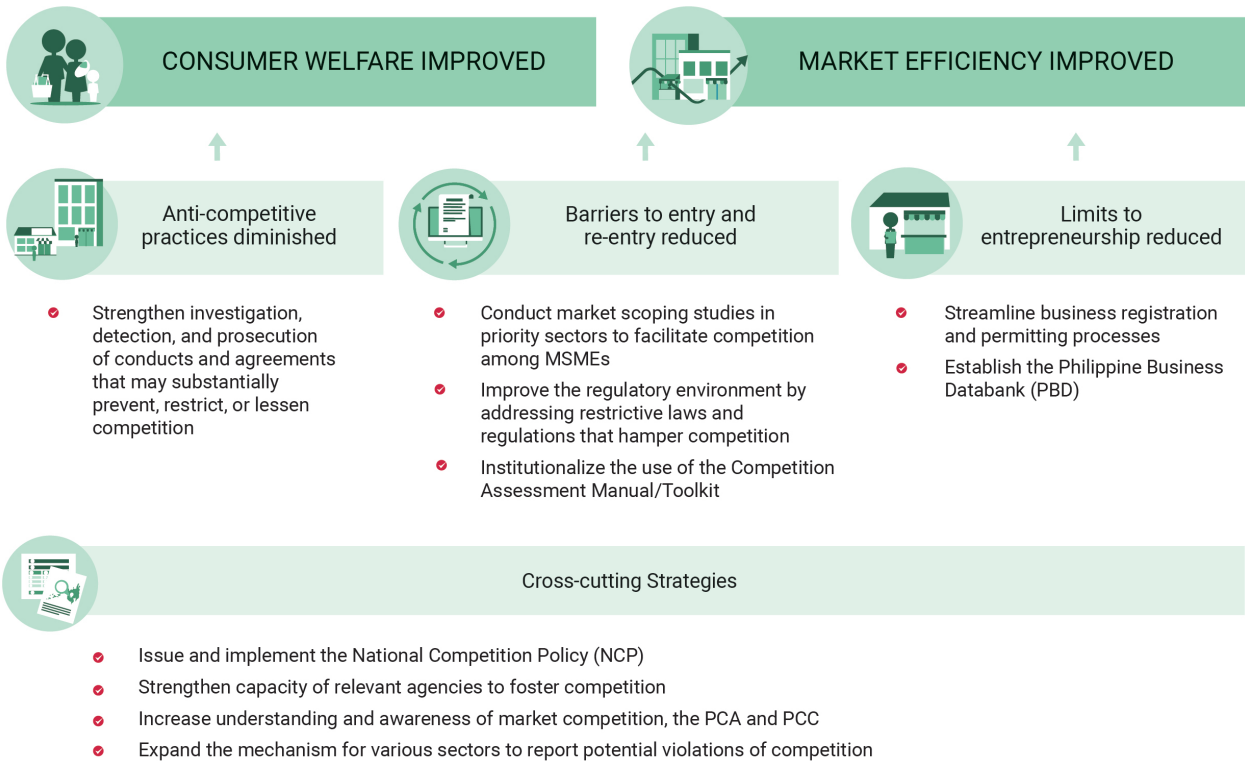 CONSUMER WELFARE IMPROVED
MARKET EFFICIENCY IMPROVED
Anti-competitive
practices diminished
Strengthen investigation,
detection, and prosecution
of conducts and agreements
that may substantially
prevent, restrict, or lessen
competition
Barriers to entry and
re-entry reduced
Conduct market scoping studies in
priority sectors to facilitate competition
among MSMEs
Improve the regulatory environment by
addressing restrictive laws and
regulations that hamper competition
Institutionalize the use of the Competition
Assessment Manual/Toolkit
Limits to
entrepreneurship reduced
Streamline business registration
and permitting processes
Establish the Philippine Business
Databank (PBD)
Cross-cutting Strategies
Issue and implement the National Competition Policy (NCP)
Strengthen capacity of relevant agencies to foster competition
Increase understanding and awareness of market competition, the PCA and PCC
Expand the mechanism for various sectors to report potential violations of competition